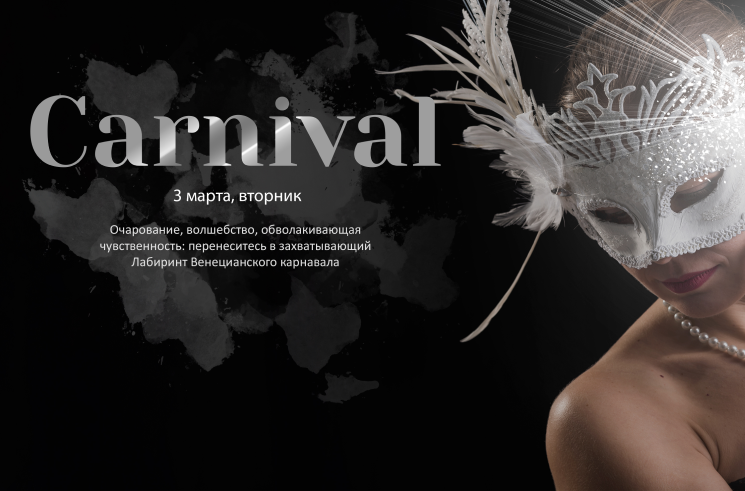 Carnival
3 марта, вторник
Очарование, волшебство, обволакивающая
чувственность: перенеситесь в захватывающий
Лабиринт Венецианского карнавала